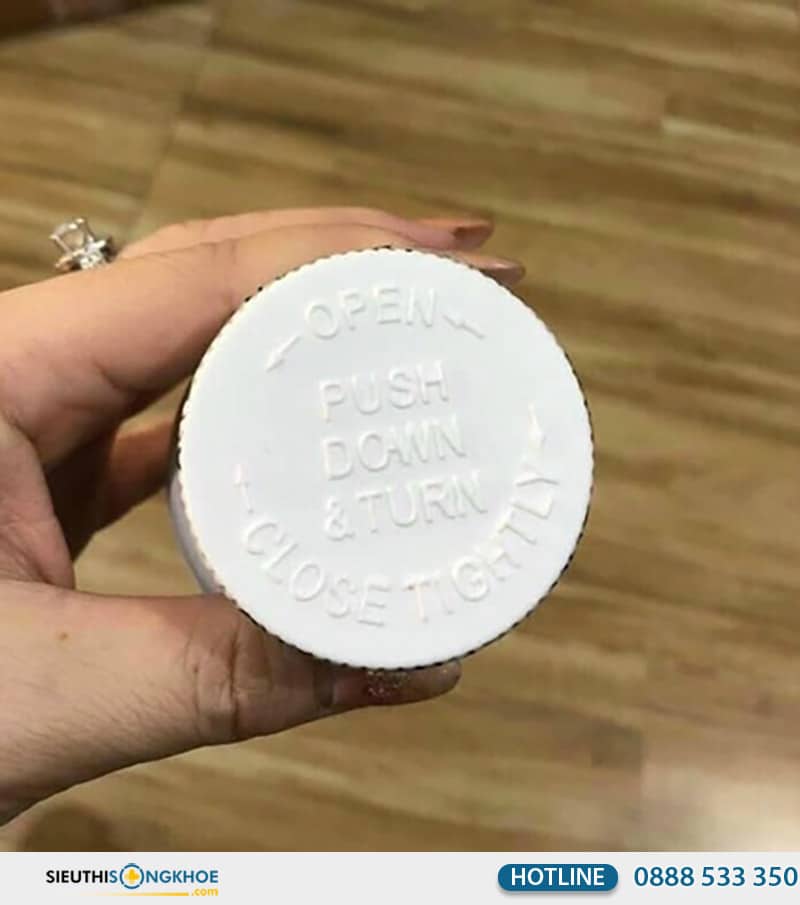 OPEN
PUSH
DOWN
& TURN
CLOSE TIGHTLY
SIEUTHISONGKHOE
.com
HOTLINE
0888 533 350